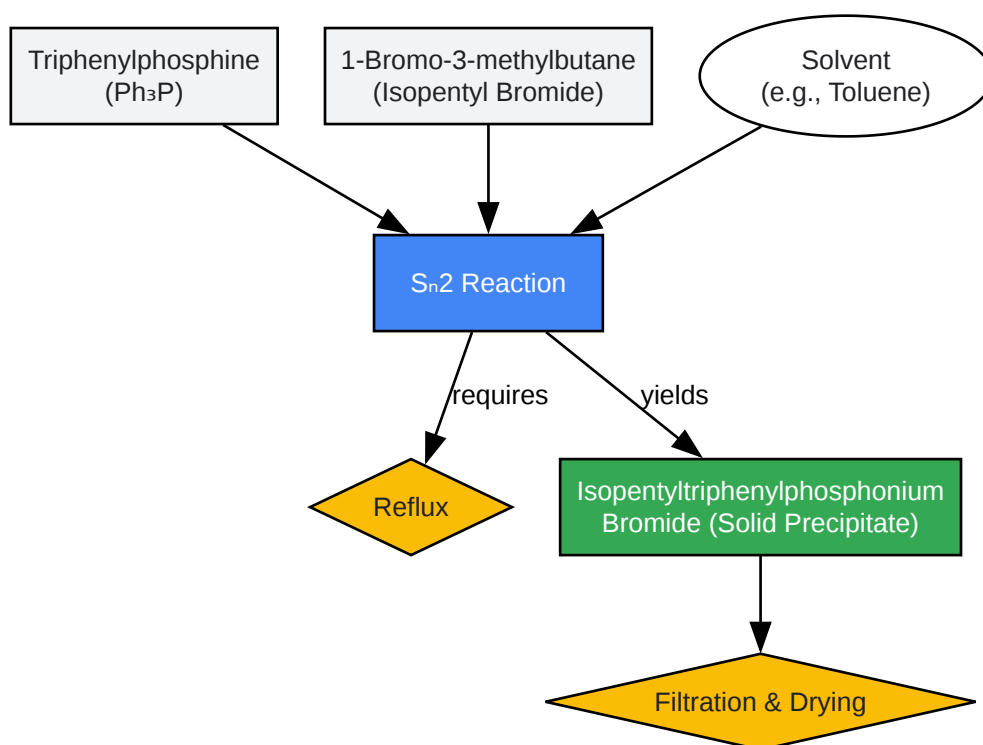 Triphenylphosphine
(Ph₃P)
1-Bromo-3-methylbutane
(Isopentyl Bromide)
Solvent
(e.g., Toluene)
Sₙ2 Reaction
requires
yields
Reflux
Isopentyltriphenylphosphonium
Bromide (Solid Precipitate)
Filtration & Drying